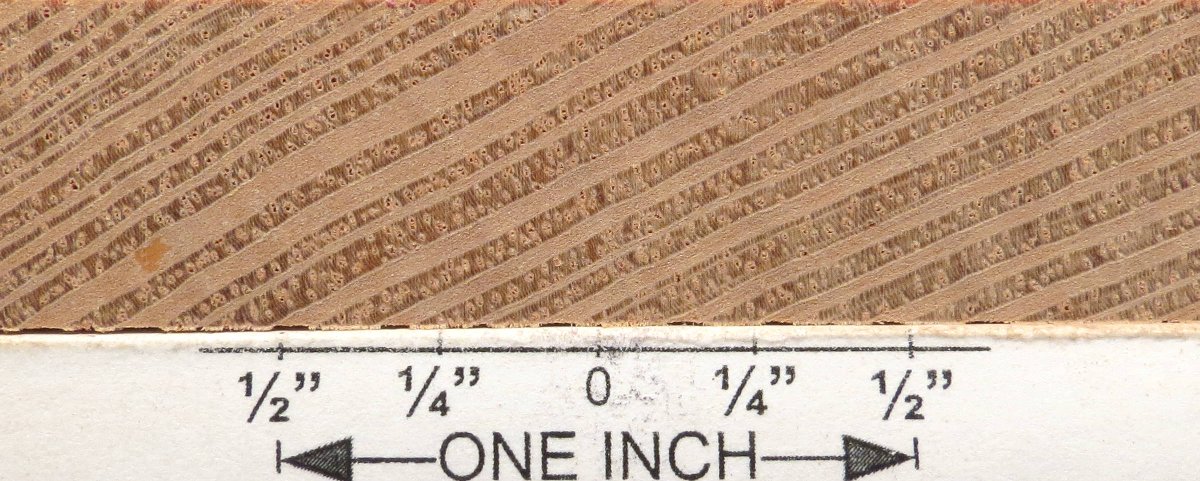 ½” ¼” 0 ¼” ½”
ONE INCH